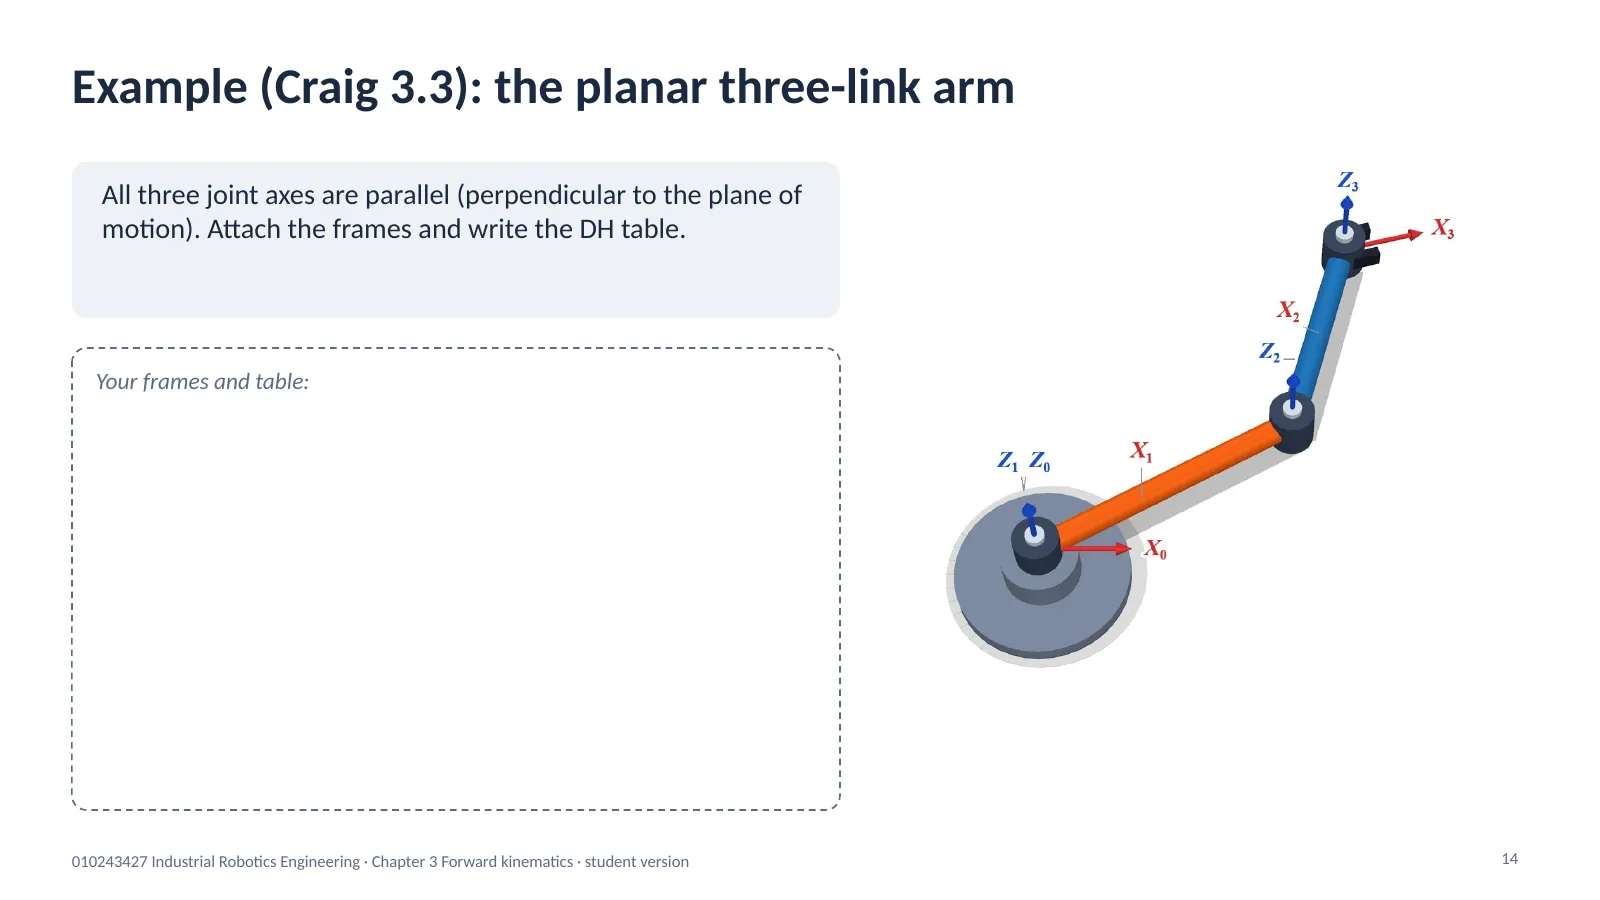 Example (Craig 3.3): the planar three-link arm
All three joint axes are parallel (perpendicular to the plane of
motion). Attach the frames and write the DH table.
Your frames and table:
Z₃
X₃
X₂
Z₂
X₁
Z₁ Z₀
X₀
010243427 Industrial Robotics Engineering · Chapter 3 Forward kinematics · student version
14